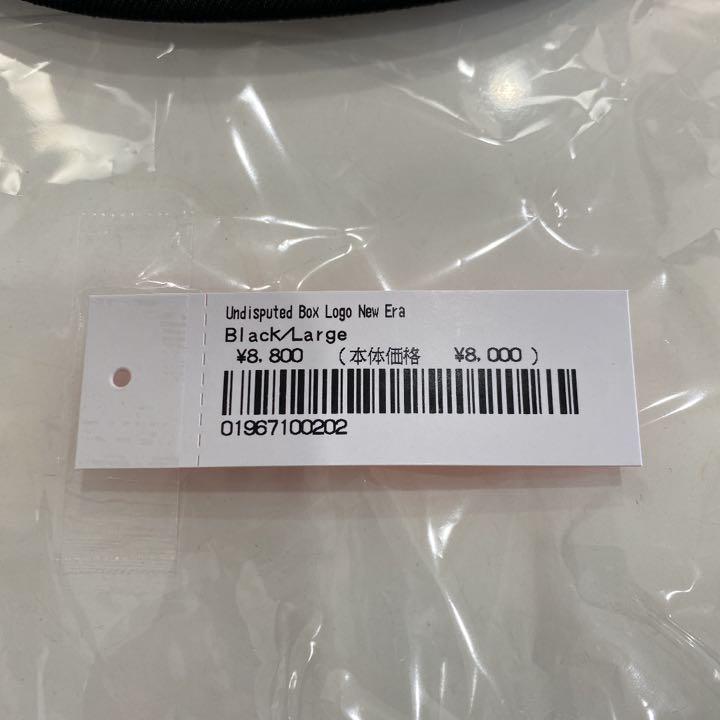 Undisputed Box Logo New Era
Black/Large
¥8,800 (本体価格 ¥8,000)
01967100202